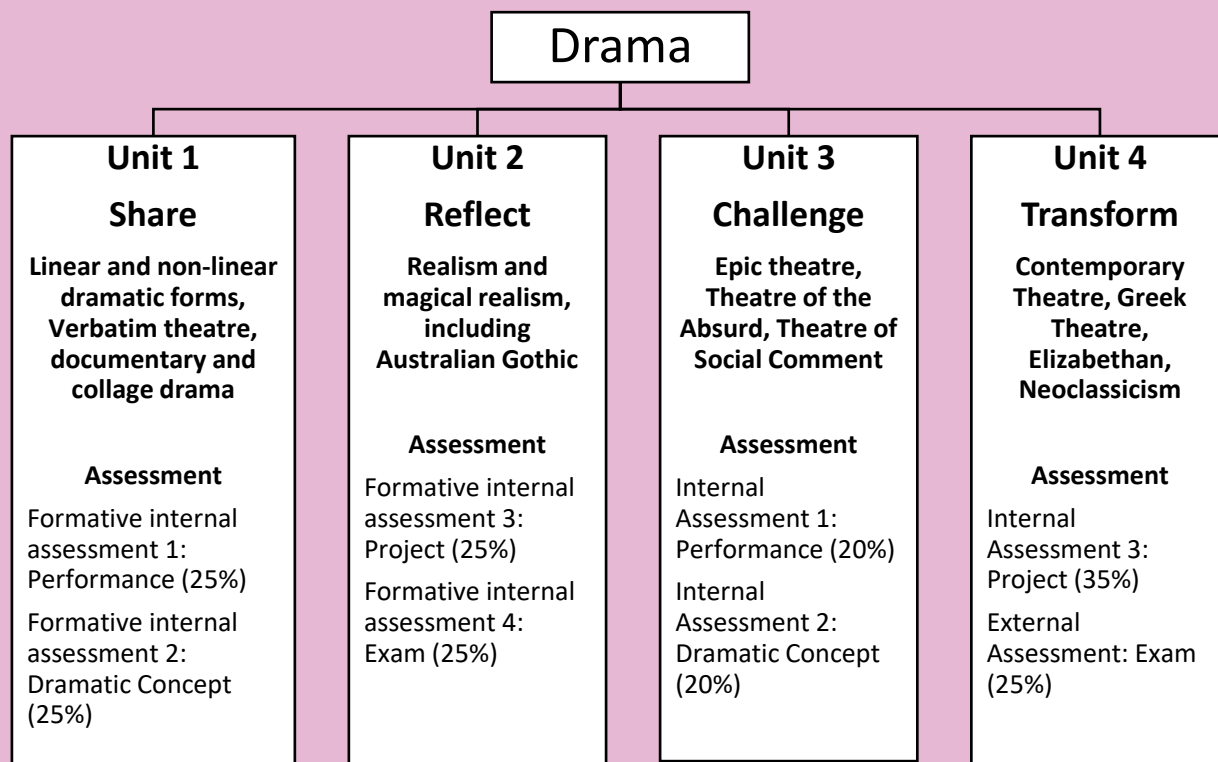 Drama
Unit 1
Share
Linear and non-linear
dramatic forms,
Verbatim theatre,
documentary and
collage drama
Assessment
Formative internal
assessment 1:
Performance (25%)
Formative internal
assessment 2:
Dramatic Concept
(25%)
Unit 2
Reflect
Realism and
magical realism,
including
Australian Gothic
Assessment
Formative internal
assessment 3:
Project (25%)
Formative internal
assessment 4:
Exam (25%)
Unit 3
Challenge
Epic theatre,
Theatre of the
Absurd, Theatre of
Social Comment
Assessment
Internal
Assessment 1:
Performance (20%)
Internal
Assessment 2:
Dramatic Concept
(20%)
Unit 4
Transform
Contemporary
Theatre, Greek
Theatre,
Elizabethan,
Neoclassicism
Assessment
Internal
Assessment 3:
Project (35%)
External
Assessment: Exam
(25%)